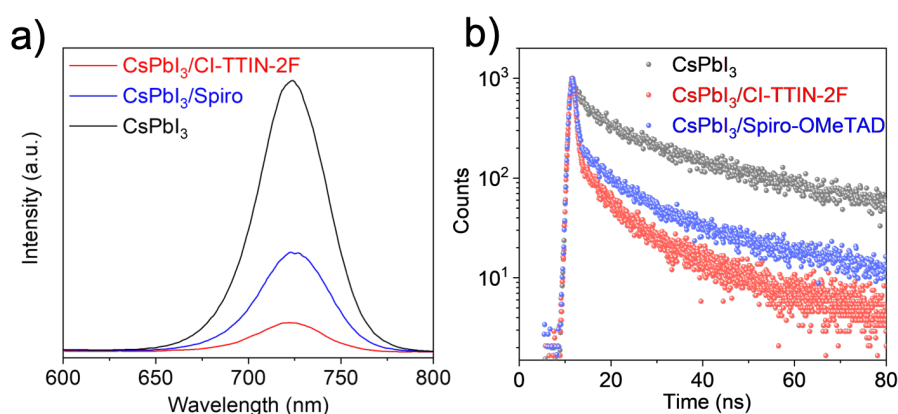 a)
CsPbI₃/Cl-TTIN-2F
CsPbI₃/Spiro
CsPbI₃
Intensity (a.u.)
600 650 700 750 800
Wavelength (nm)
b)
CsPbI₃
CsPbI₃/Cl-TTIN-2F
CsPbI₃/Spiro-OMeTAD
10³
10²
10¹
Counts
0 20 40 60 80
Time (ns)